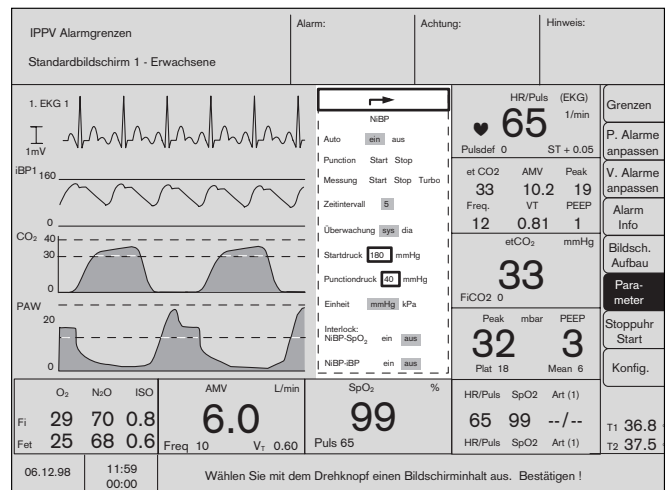 IPPV Alarmgrenzen
Standardbildschirm 1 - Erwachsene
Alarm:
Achtung:
Hinweis:
1. EKG 1
1mV
iBP1 160
0
CO₂ 40
30
0
PAW
20
0
NiBP
Auto ein aus
Punction Start Stop
Messung Start Stop Turbo
Zeitintervall 5
Überwachung sys dia
Startdruck 180 mmHg
Punctiondruck 40 mmHg
Einheit mmHg kPa
Interlock:
NiBP-SpO₂ ein aus
NiBP-iBP ein aus
HR/Puls (EKG)
65 1/min
Pulsdef 0 ST + 0.05
et CO2 AMV Peak
33 10.2 19
Freq. VT PEEP
12 0.81 1
etCO₂ mmHg
33
FiCO2 0
Peak mbar PEEP
32 3
Plat 18 Mean 6
Grenzen
P. Alarme
anpassen
V. Alarme
anpassen
Alarm
Info
Bildsch.
Aufbau
Para-
meter
Stoppuhr
Start
Konfig.
O₂ N₂O ISO
Fi 29 70 0.8
Fet 25 68 0.6
AMV L/min
6.0
Freq 10 VT 0.60
SpO₂ %
99
Puls 65
HR/Puls SpO2 Art (1)
65 99 --/--
HR/Puls SpO2 Art (1)
T1 36.8
T2 37.5
06.12.98
11:59
00:00
Wählen Sie mit dem Drehknopf einen Bildschirminhalt aus. Bestätigen !